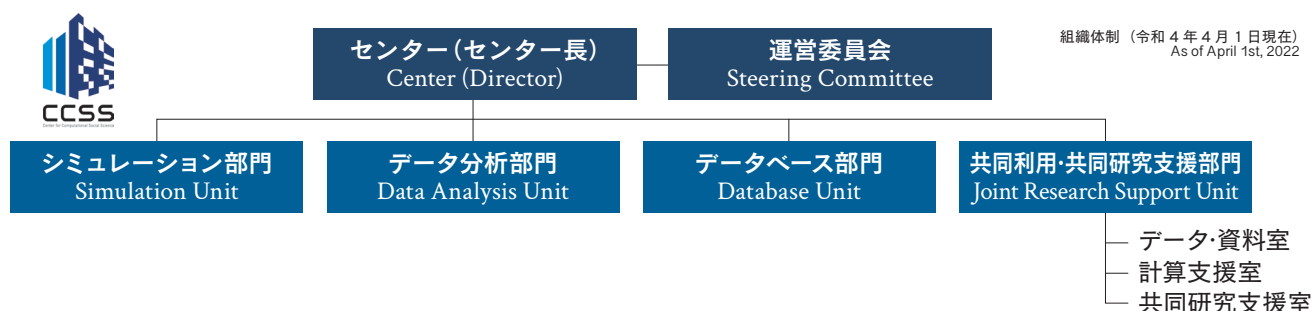 組織体制（令和4年4月1日現在）
As of April 1st, 2022
CCSS
Center for Computational Social Science
センター(センター長)
Center (Director)
運営委員会
Steering Committee
シミュレーション部門
Simulation Unit
データ分析部門
Data Analysis Unit
データベース部門
Database Unit
共同利用･共同研究支援部門
Joint Research Support Unit
データ･資料室
計算支援室
共同研究支援室